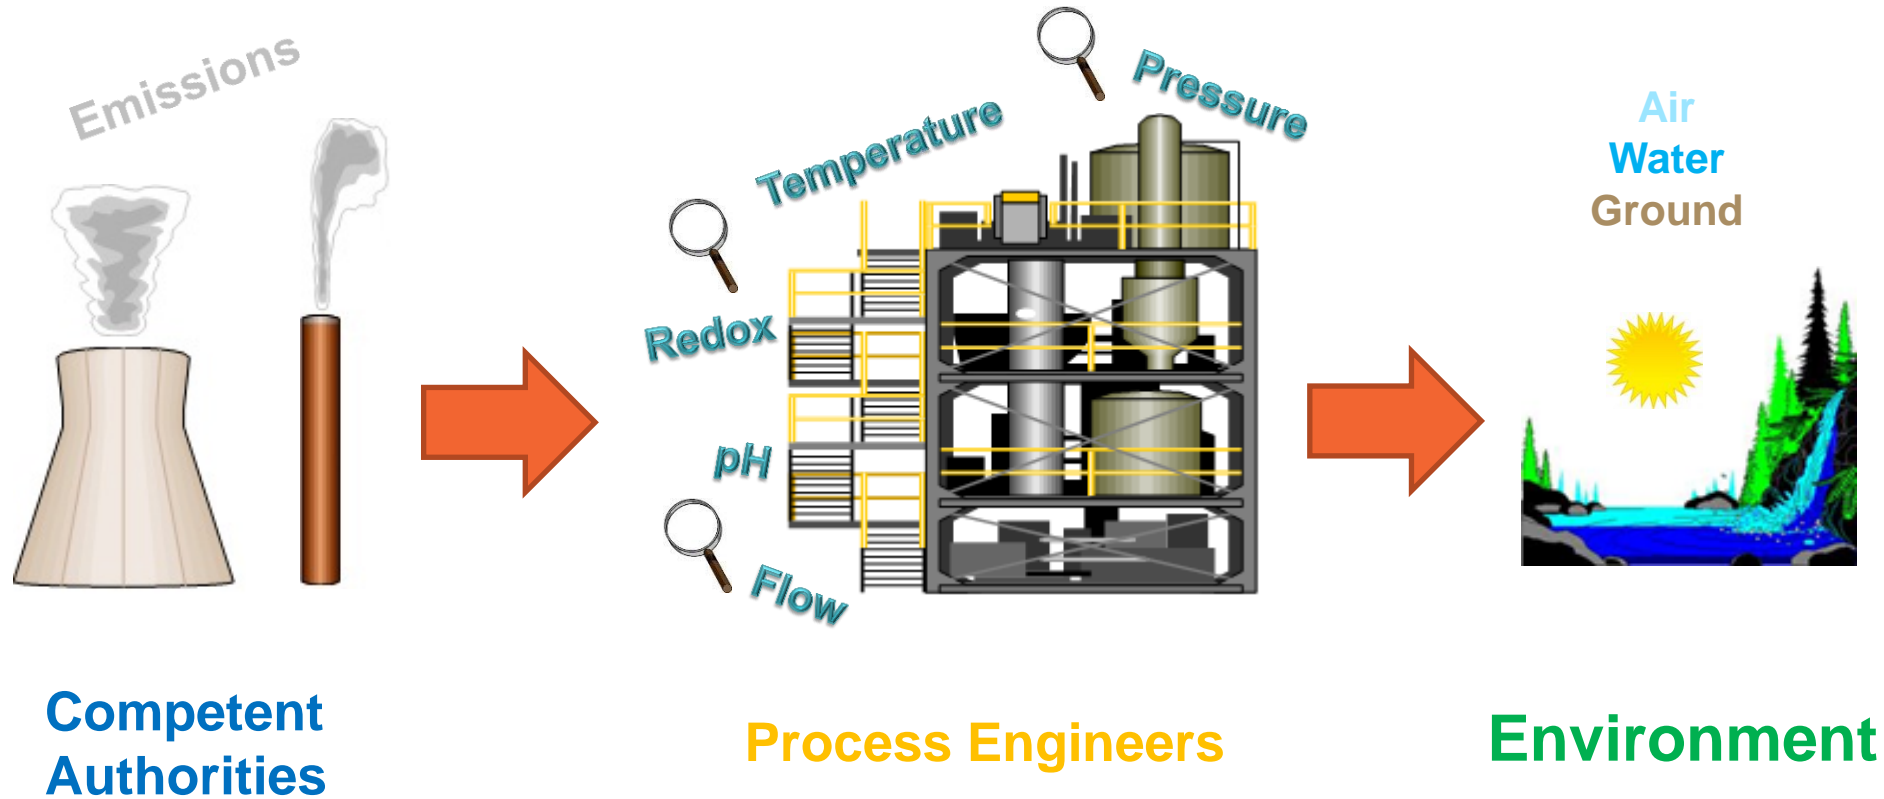 Emissions
Pressure
Temperature
Redox
pH
Flow
Air
Water
Ground
Competent
Authorities
Process Engineers
Environment